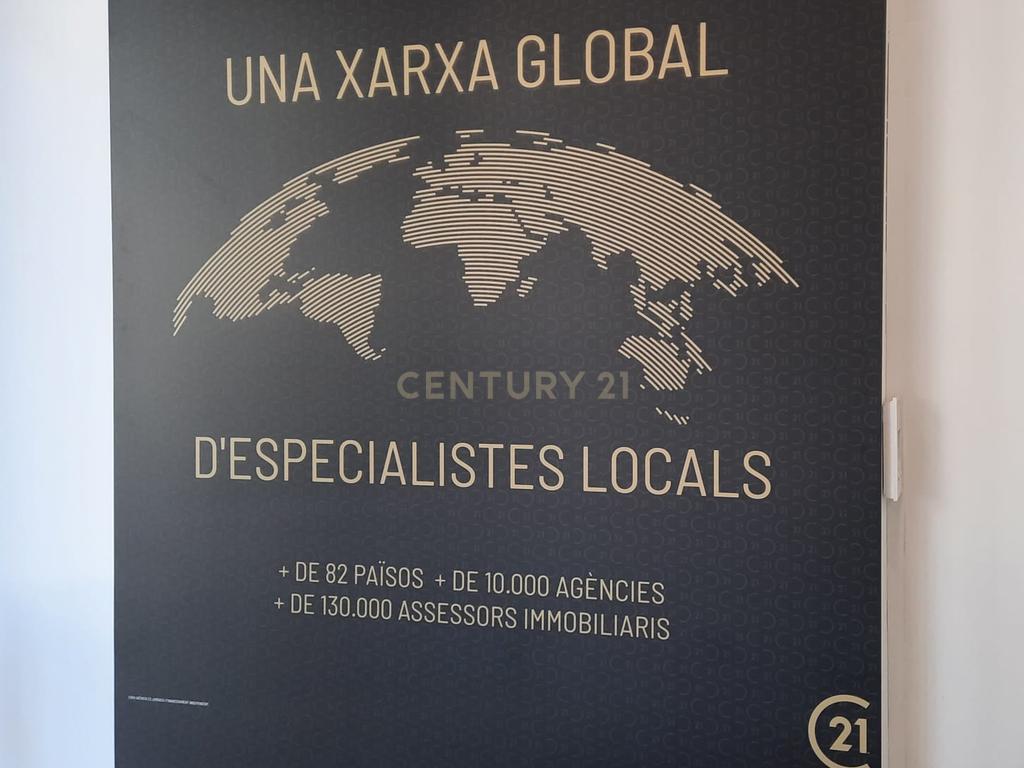 UNA XARXA GLOBAL
CENTURY 21
D'ESPECIALISTES LOCALS
+ DE 82 PAÏSOS + DE 10.000 AGÈNCIES
+ DE 130.000 ASSESSORS IMMOBILIARIS
C21